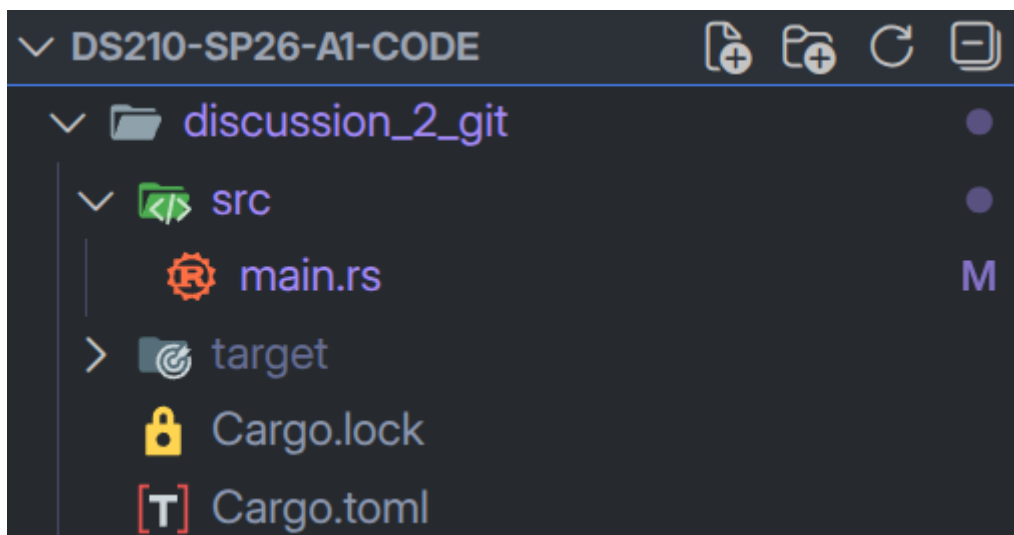 DS210-SP26-A1-CODE
discussion_2_git
</> src
R main.rs M
target
Cargo.lock
[T] Cargo.toml